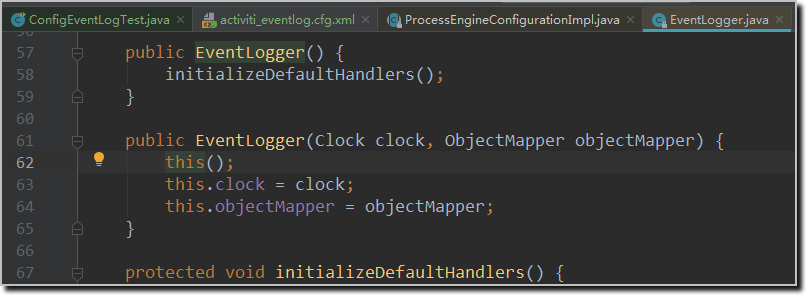 ConfigEventLogTest.java activiti_eventlog.cfg.xml ProcessEngineConfigurationImpl.java EventLogger.java
57 public EventLogger() {
58 initializeDefaultHandlers();
59 }
60
61 public EventLogger(Clock clock, ObjectMapper objectMapper) {
62 this();
63 this.clock = clock;
64 this.objectMapper = objectMapper;
65 }
66
67 protected void initializeDefaultHandlers() {